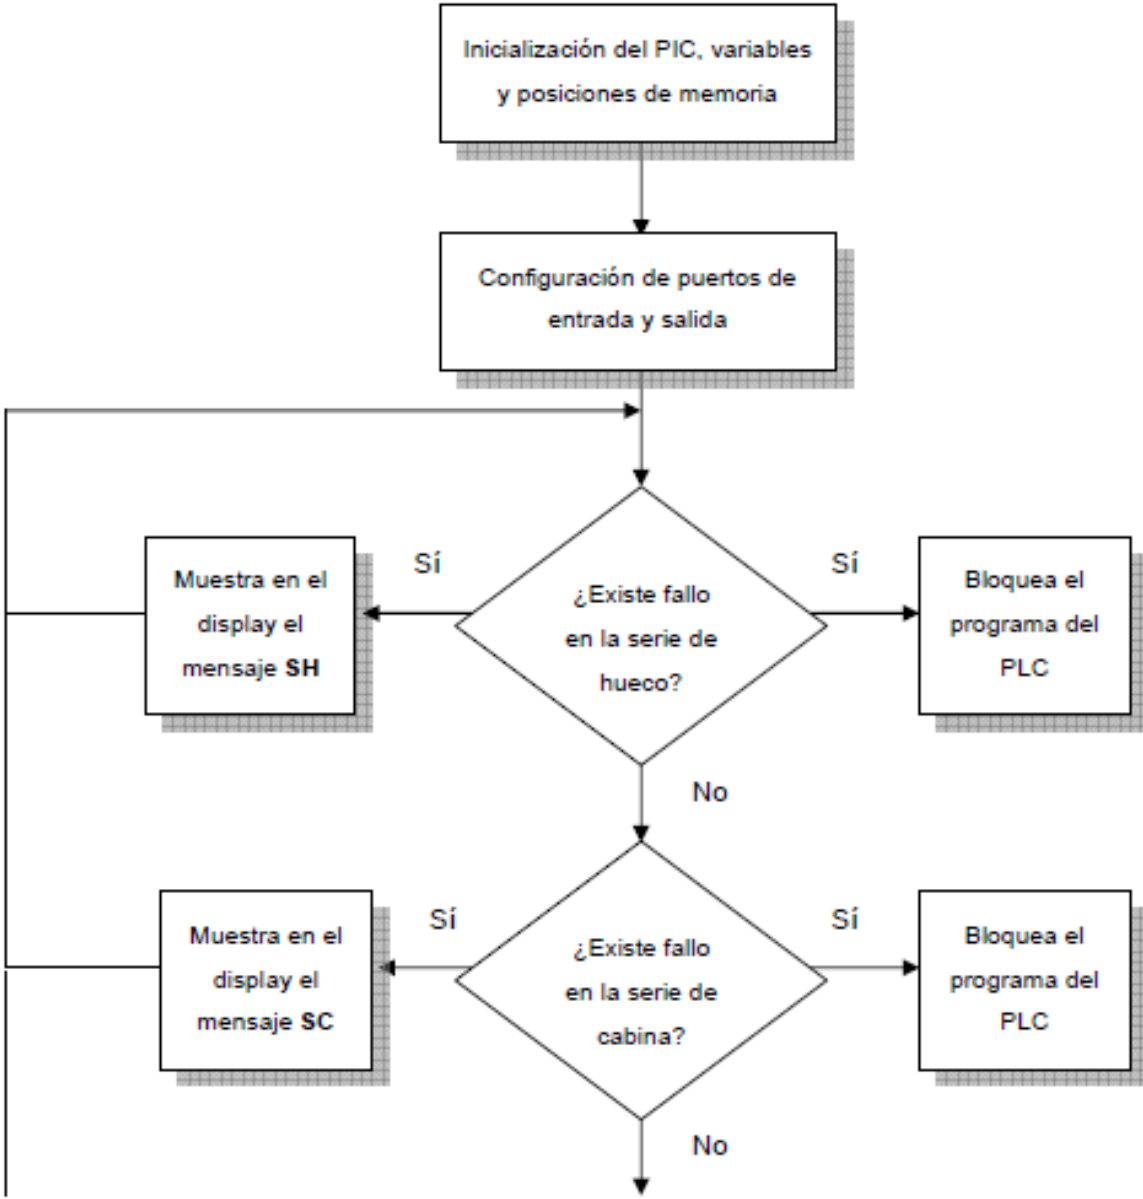 Inicialización del PIC, variables
y posiciones de memoria
Configuración de puertos de
entrada y salida
Muestra en el
display el
mensaje SH
Sí
¿Existe fallo
en la serie de
hueco?
Sí
Bloquea el
programa del
PLC
No
Muestra en el
display el
mensaje SC
Sí
¿Existe fallo
en la serie de
cabina?
Sí
Bloquea el
programa del
PLC
No